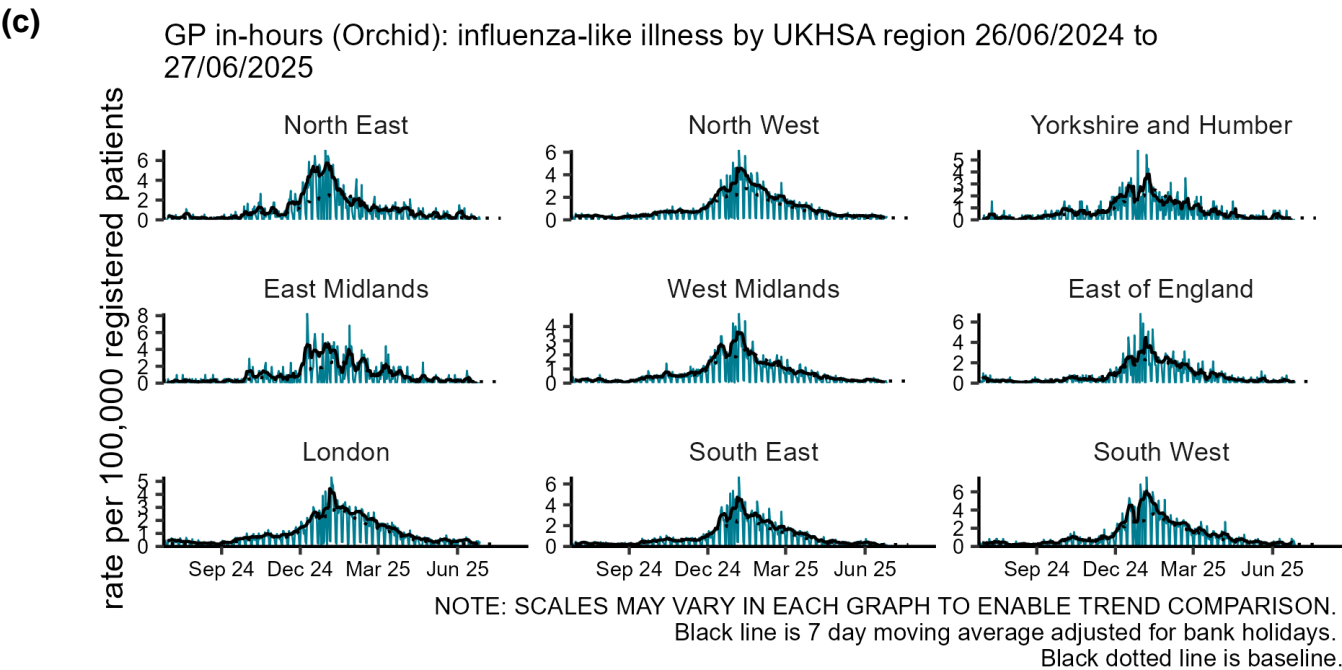 (c)
GP in-hours (Orchid): influenza-like illness by UKHSA region 26/06/2024 to
27/06/2025
rate per 100,000 registered patients
North East
6
4
2
0
North West
6
4
2
0
Yorkshire and Humber
5
4
3
2
1
0
East Midlands
8
6
4
2
0
West Midlands
4
3
2
1
0
East of England
6
4
2
0
London
5
4
3
2
1
0
South East
6
4
2
0
South West
6
4
2
0
Sep 24 Dec 24 Mar 25 Jun 25
Sep 24 Dec 24 Mar 25 Jun 25
Sep 24 Dec 24 Mar 25 Jun 25
NOTE: SCALES MAY VARY IN EACH GRAPH TO ENABLE TREND COMPARISON.
Black line is 7 day moving average adjusted for bank holidays.
Black dotted line is baseline.